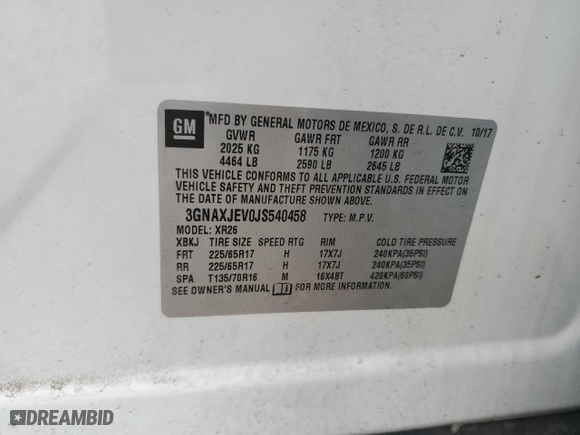 GM
*MFD BY GENERAL MOTORS DE MEXICO, S. DE R.L. DE C.V. 10/17
GVWR GAWR FRT GAWR RR
2025 KG 1175 KG 1200 KG
4464 LB 2590 LB 2645 LB
THIS VEHICLE CONFORMS TO ALL APPLICABLE U.S. FEDERAL MOTOR
VEHICLE SAFETY AND THEFT PREVENTION STANDARDS IN EFFECT ON
THE DATE OF MANUFACTURE SHOWN ABOVE.
3GNAXJEV0JS540458 TYPE: M.P.V.
MODEL: XR26
XBKJ TIRE SIZE SPEED RTG RIM COLD TIRE PRESSURE
FRT 225/65R17 H 17X7J 240KPA(35PSI)
RR 225/65R17 H 17X7J 240KPA(35PSI)
SPA T135/70R16 M 16X4BT 420KPA(60PSI)
SEE OWNER'S MANUAL FOR MORE INFORMATION.
DREAMBID